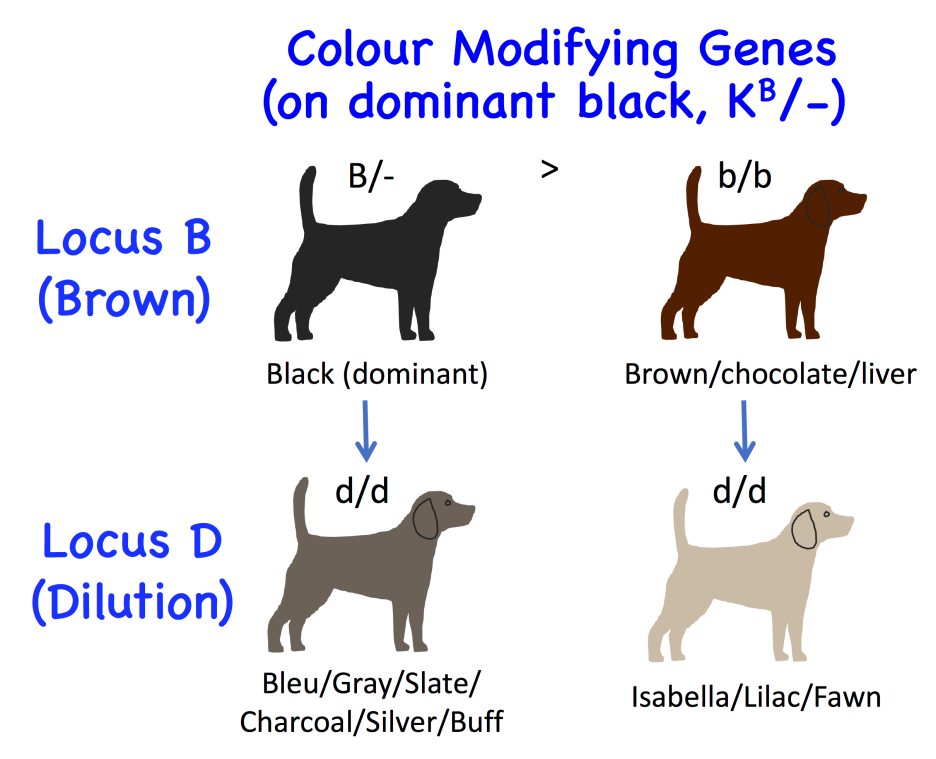 Colour Modifying Genes
(on dominant black, Kᴮ/-)
B/-
>
b/b
Locus B
(Brown)
Black (dominant)
Brown/chocolate/liver
d/d
d/d
Locus D
(Dilution)
Bleu/Gray/Slate/
Charcoal/Silver/Buff
Isabella/Lilac/Fawn